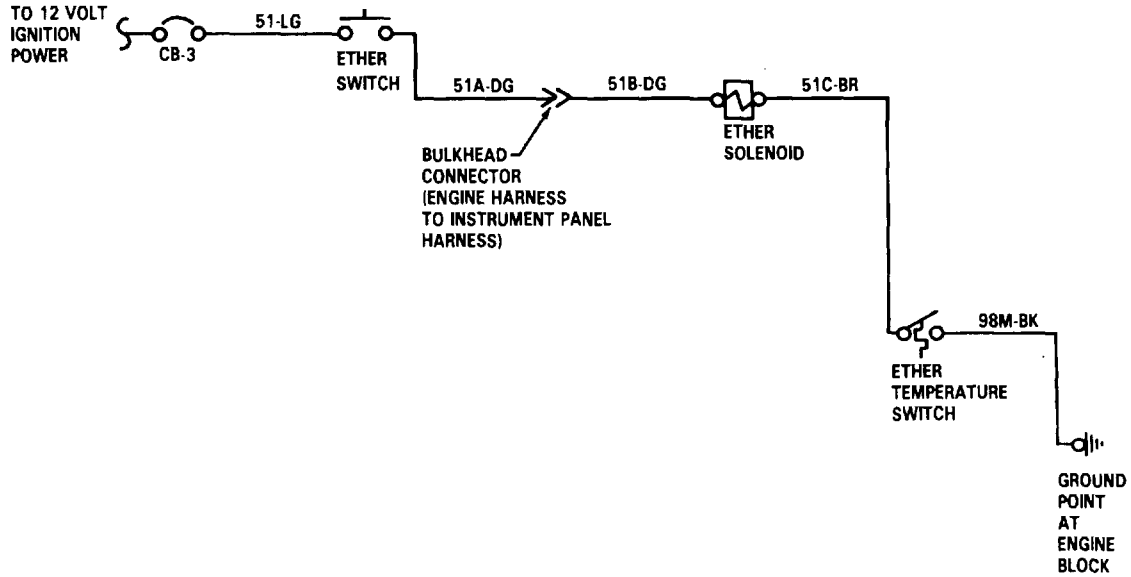 TO 12 VOLT
IGNITION
POWER
CB-3
51-LG
ETHER
SWITCH
51A-DG
51B-DG
51C-BR
BULKHEAD
CONNECTOR
(ENGINE HARNESS
TO INSTRUMENT PANEL
HARNESS)
ETHER
SOLENOID
98M-BK
ETHER
TEMPERATURE
SWITCH
GROUND
POINT
AT
ENGINE
BLOCK